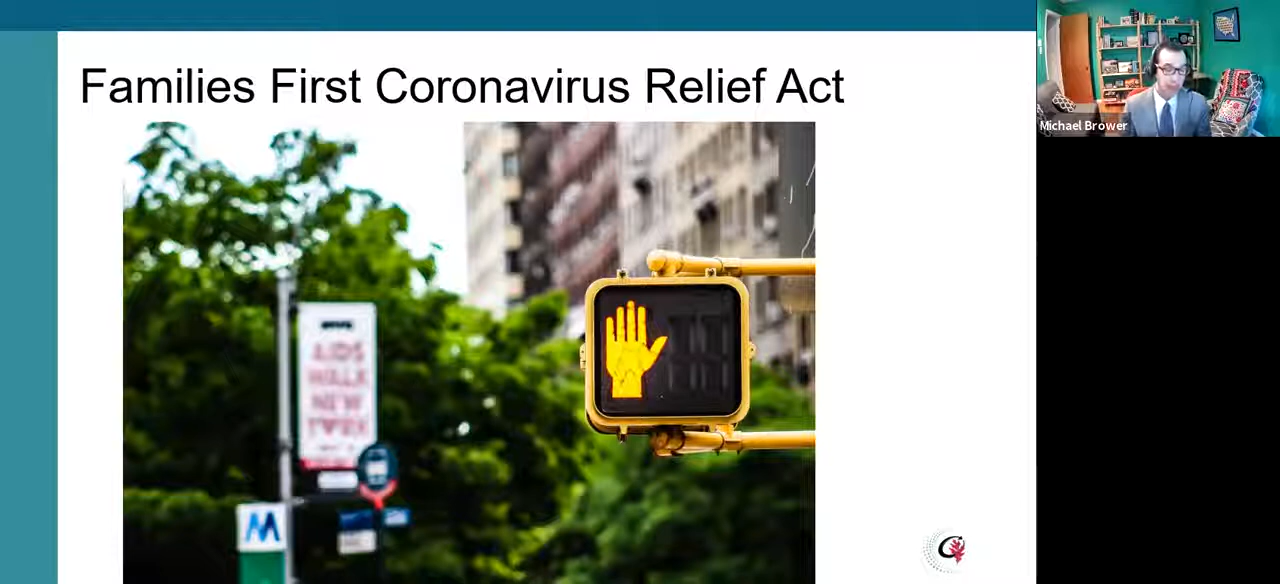 Families First Coronavirus Relief Act
Michael Brower
AIDS
WALK
NEW
YORK
M